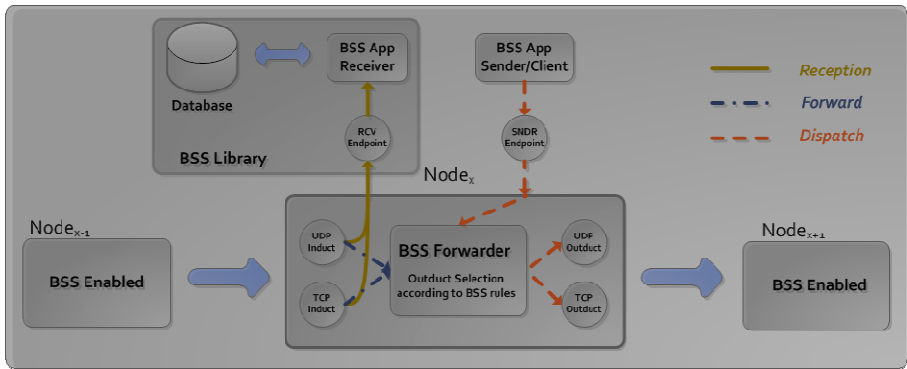 BSS App
Receiver
BSS App
Sender/Client
Database
RCV
Endpoint
SNDR
Endpoint
BSS Library
Reception
Forward
Dispatch
Nodex
Nodex-1
BSS Enabled
UDP
Induct
TCP
Induct
BSS Forwarder
Outduct Selection
according to BSS rules
UDP
Outduct
TCP
Outduct
Nodex+1
BSS Enabled